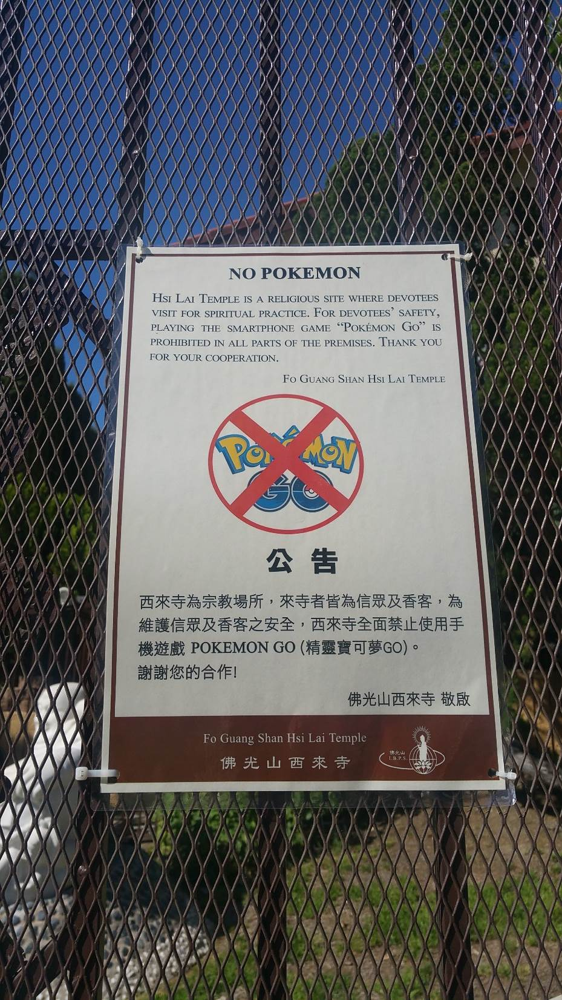 NO POKEMON
HSI LAI TEMPLE IS A RELIGIOUS SITE WHERE DEVOTEES
VISIT FOR SPIRITUAL PRACTICE. FOR DEVOTEES' SAFETY,
PLAYING THE SMARTPHONE GAME “POKÉMON GO” IS
PROHIBITED IN ALL PARTS OF THE PREMISES. THANK YOU
FOR YOUR COOPERATION.
FO GUANG SHAN HSI LAI TEMPLE
POKÉMON
GO
公告
西來寺為宗教場所，來寺者皆為信眾及香客，為
維護信眾及香客之安全，西來寺全面禁止使用手
機遊戲 POKEMON GO (精靈寶可夢GO)。
謝謝您的合作!
佛光山西來寺 敬啟
Fo Guang Shan Hsi Lai Temple
佛光山西來寺
佛光山
I.B.P.S.